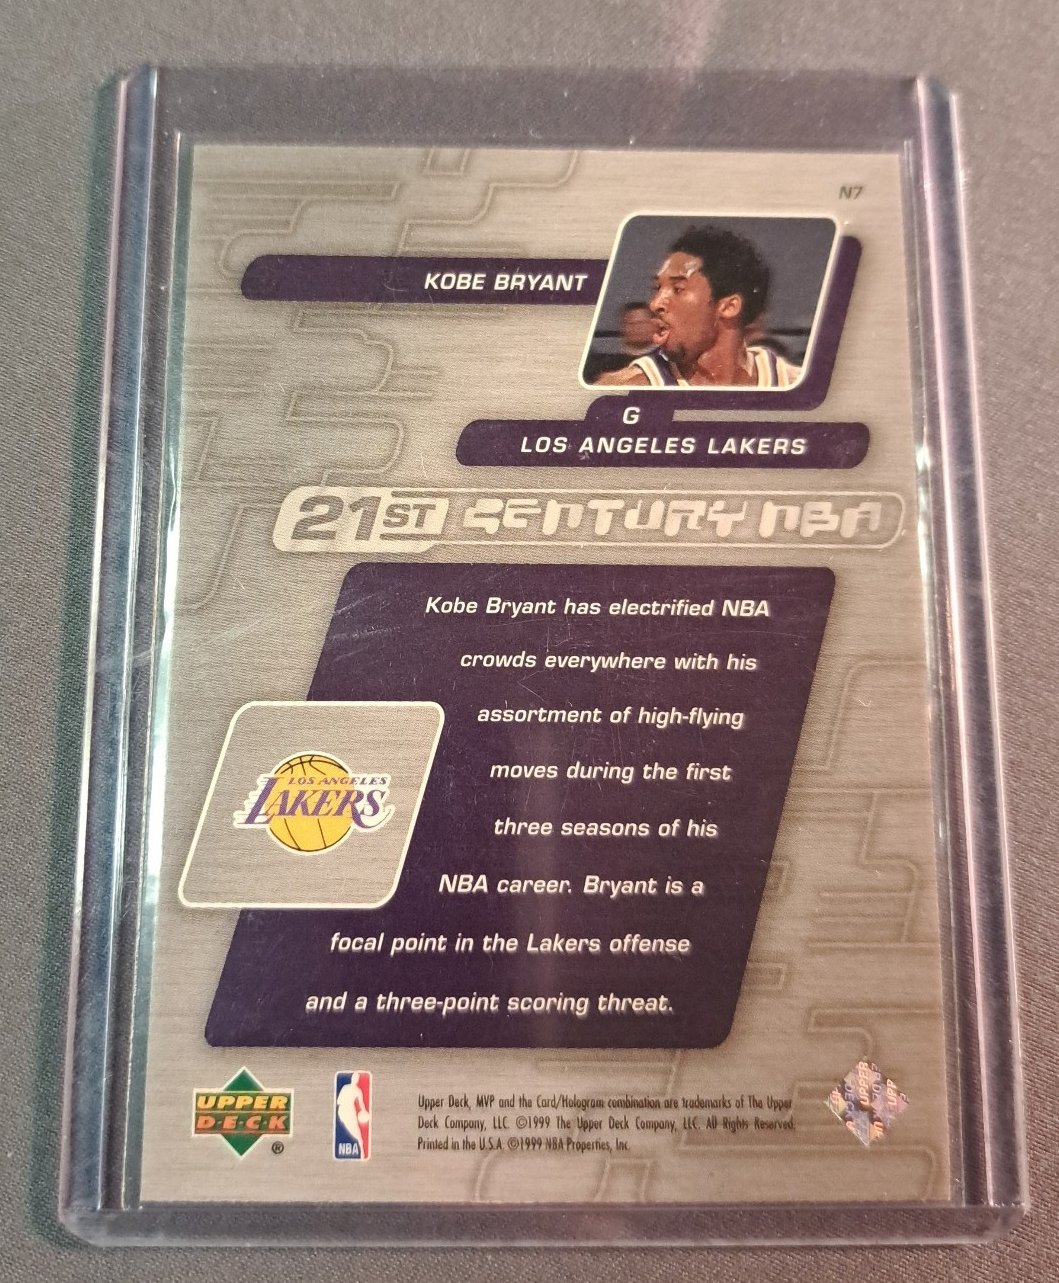 N7
KOBE BRYANT
G
LOS ANGELES LAKERS
21ST CENTURY NBA
Kobe Bryant has electrified NBA
crowds everywhere with his
assortment of high-flying
moves during the first
three seasons of his
NBA career. Bryant is a
focal point in the Lakers offense
and a three-point scoring threat.
LOS ANGELES
LAKERS
UPPER
DECK
®
NBA
Upper Deck, MVP and the Card/Hologram combination are trademarks of The Upper
Deck Company, LLC. ©1999 The Upper Deck Company, LLC. All Rights Reserved.
Printed in the U.S.A. ©1999 NBA Properties, Inc.
UPPER